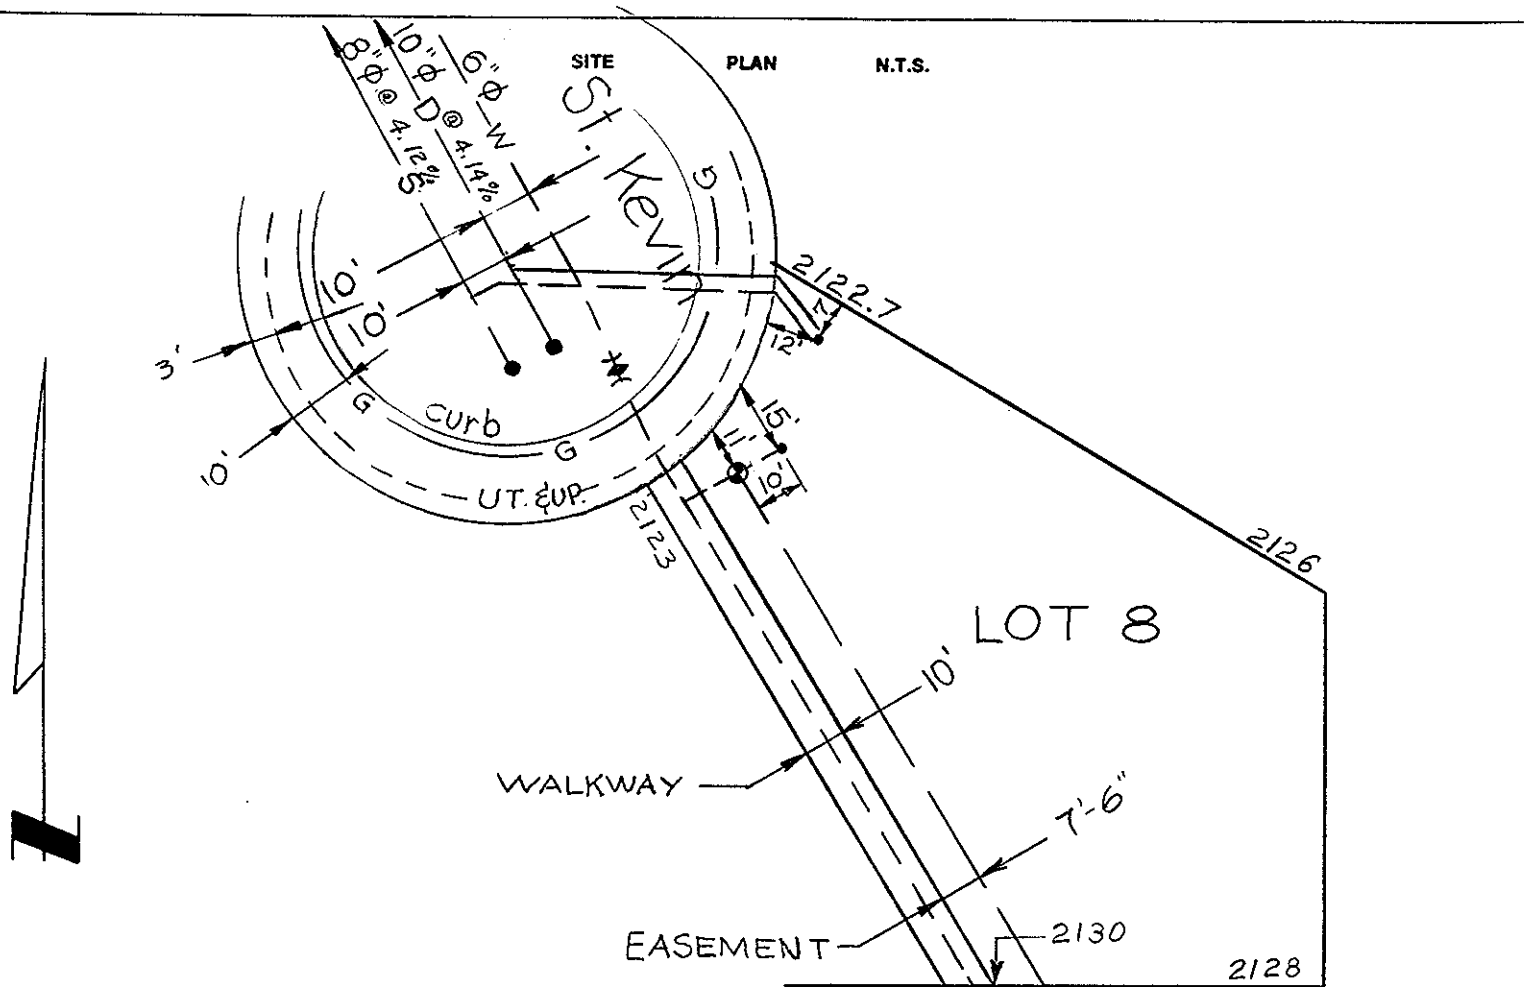 SITE PLAN N.T.S.
8"φ @ 4.12%
S
10"φ D @ 4.14%
6"φ W
St. Kevin
G
10'
10'
3'
10'
2122.7
12'
7'
15'
11'
10'
G
curb
G
UT. & UP.
2123
2126
LOT 8
10'
WALKWAY
7'-6"
EASEMENT
2130
2128